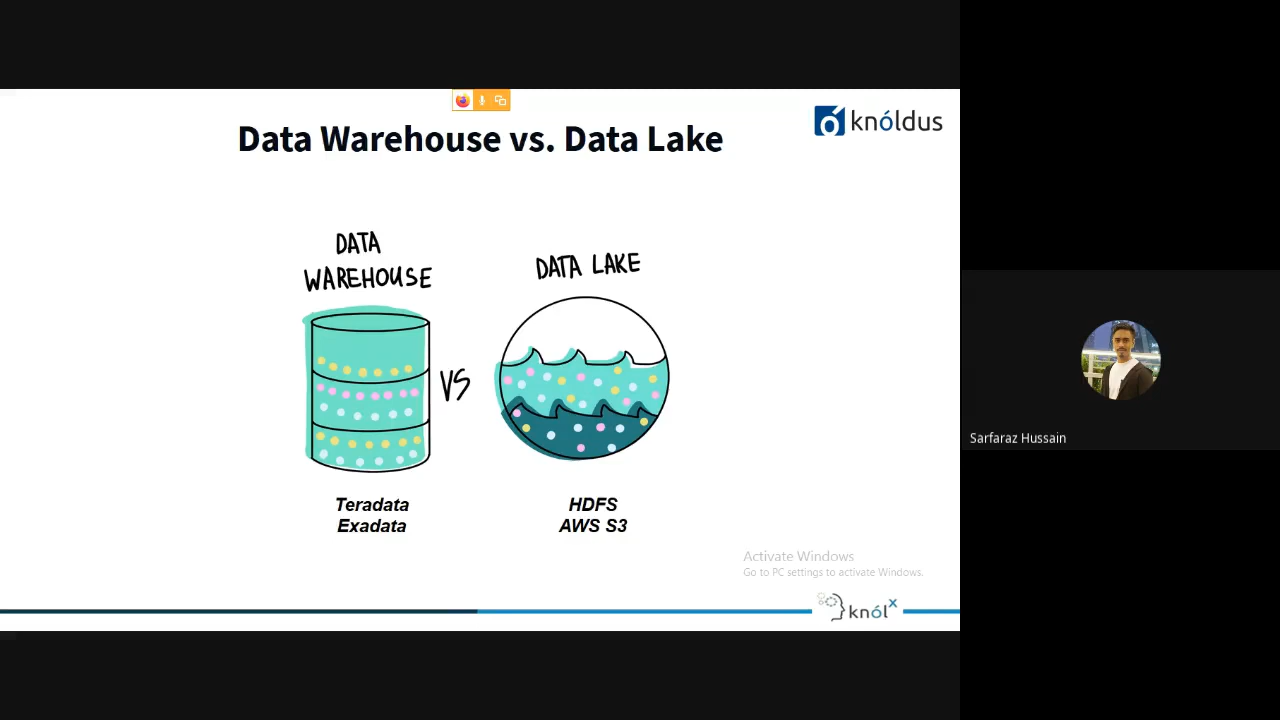 Data Warehouse vs. Data Lake
knóldus
DATA
WAREHOUSE
VS
DATA LAKE
Teradata
Exadata
HDFS
AWS S3
Activate Windows
Go to PC settings to activate Windows.
knólx
Sarfaraz Hussain